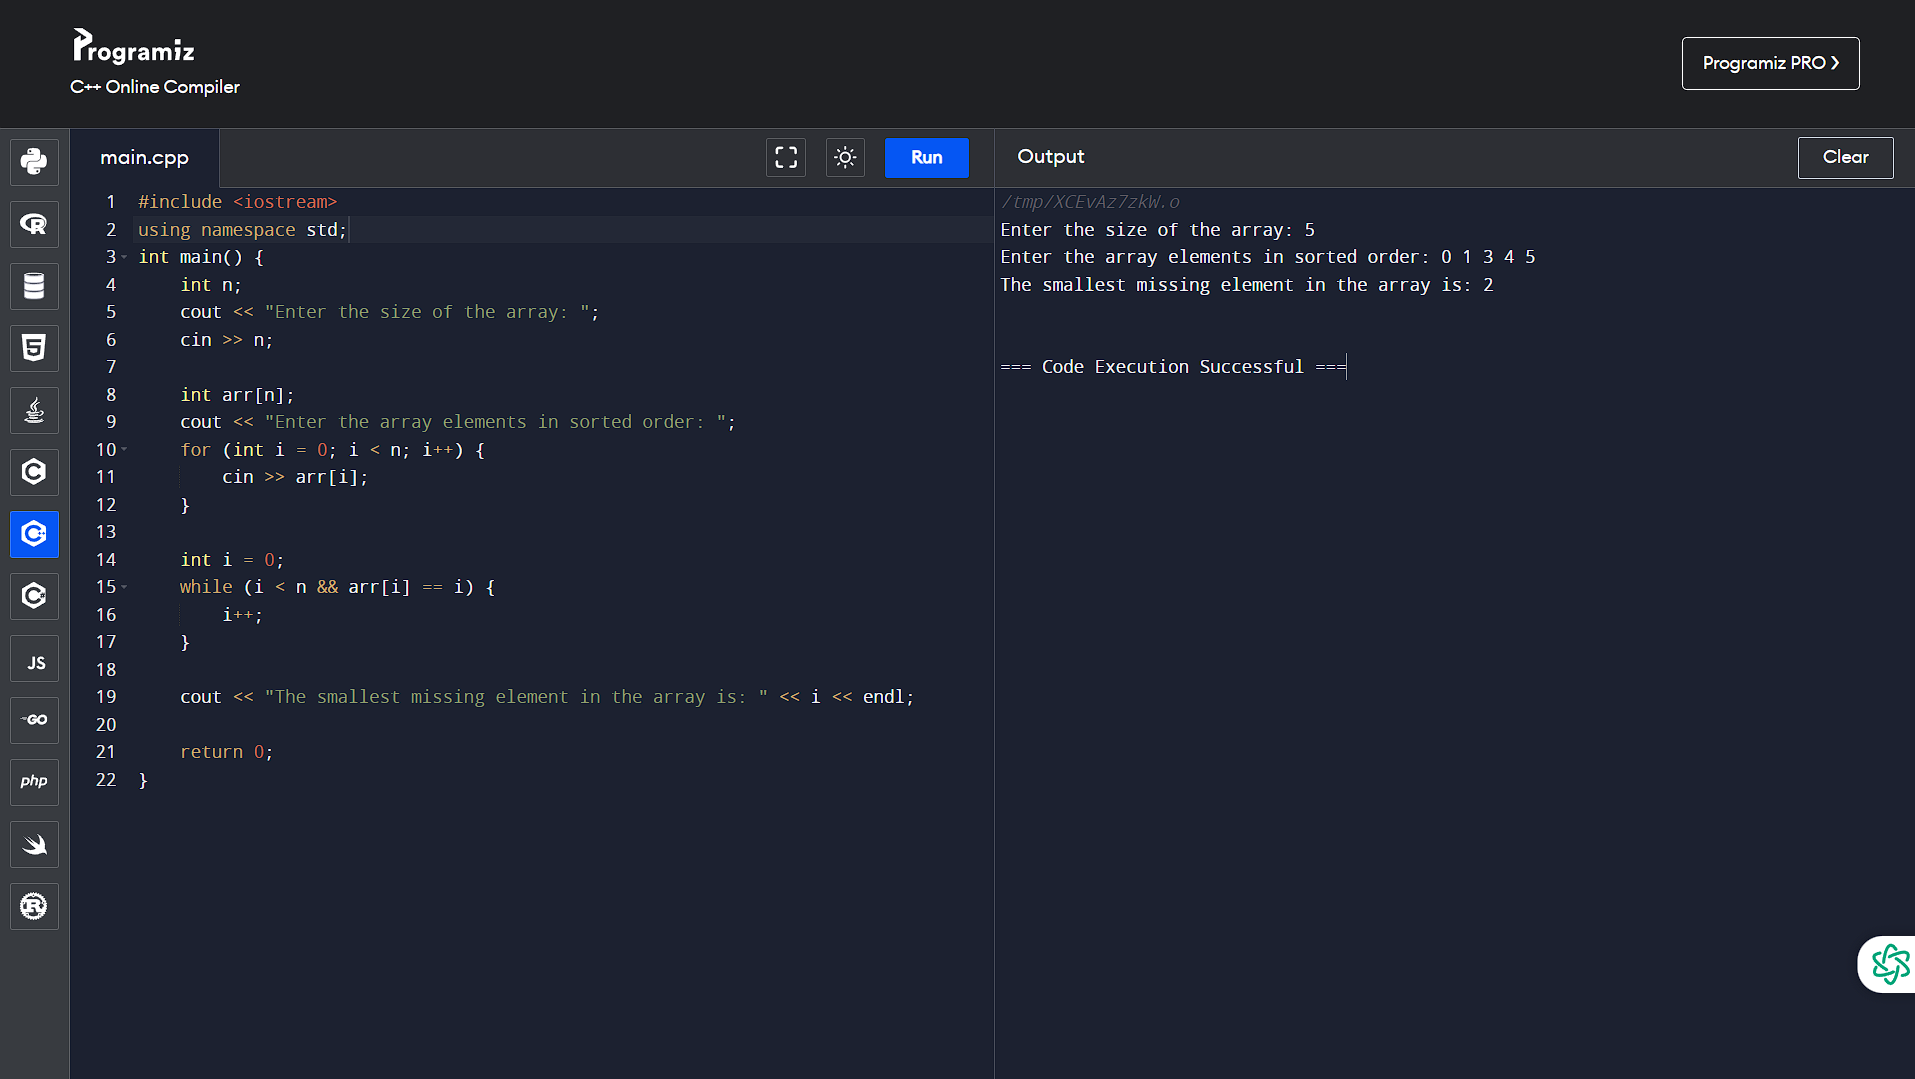 Programiz
C++ Online Compiler
Programiz PRO ❯
main.cpp
Run
Output
Clear
1 #include <iostream>
2 using namespace std;
3 int main() {
4     int n;
5     cout << "Enter the size of the array: ";
6     cin >> n;
7
8     int arr[n];
9     cout << "Enter the array elements in sorted order: ";
10     for (int i = 0; i < n; i++) {
11         cin >> arr[i];
12     }
13
14     int i = 0;
15     while (i < n && arr[i] == i) {
16         i++;
17     }
18
19     cout << "The smallest missing element in the array is: " << i << endl;
20
21     return 0;
22 }
/tmp/XCEvAz7zkW.o
Enter the size of the array: 5
Enter the array elements in sorted order: 0 1 3 4 5
The smallest missing element in the array is: 2
=== Code Execution Successful ===
R
5
C
C++
C#
JS
GO
php
R